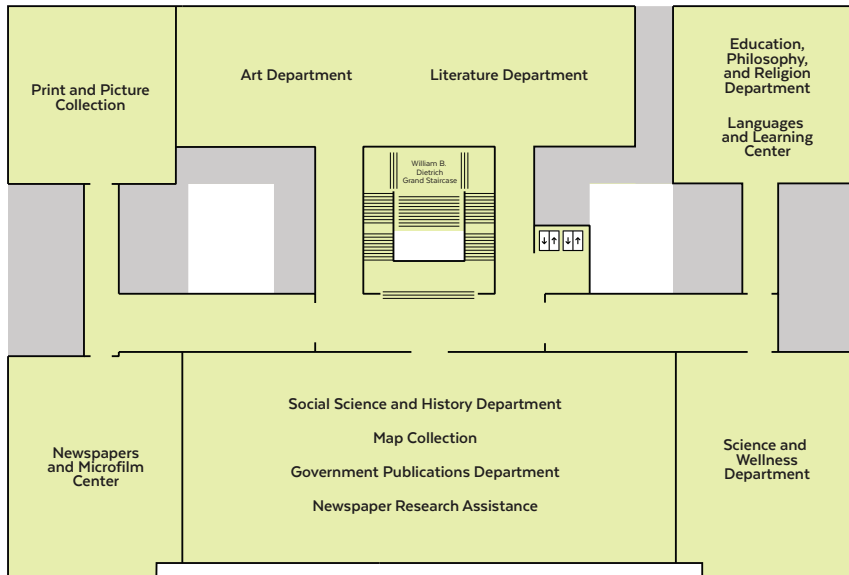 Print and Picture
Collection
Art Department
Literature Department
Education,
Philosophy,
and Religion
Department
Languages
and Learning
Center
William B.
Dietrich
Grand Staircase
Newspapers
and Microfilm
Center
Social Science and History Department
Map Collection
Government Publications Department
Newspaper Research Assistance
Science and
Wellness
Department